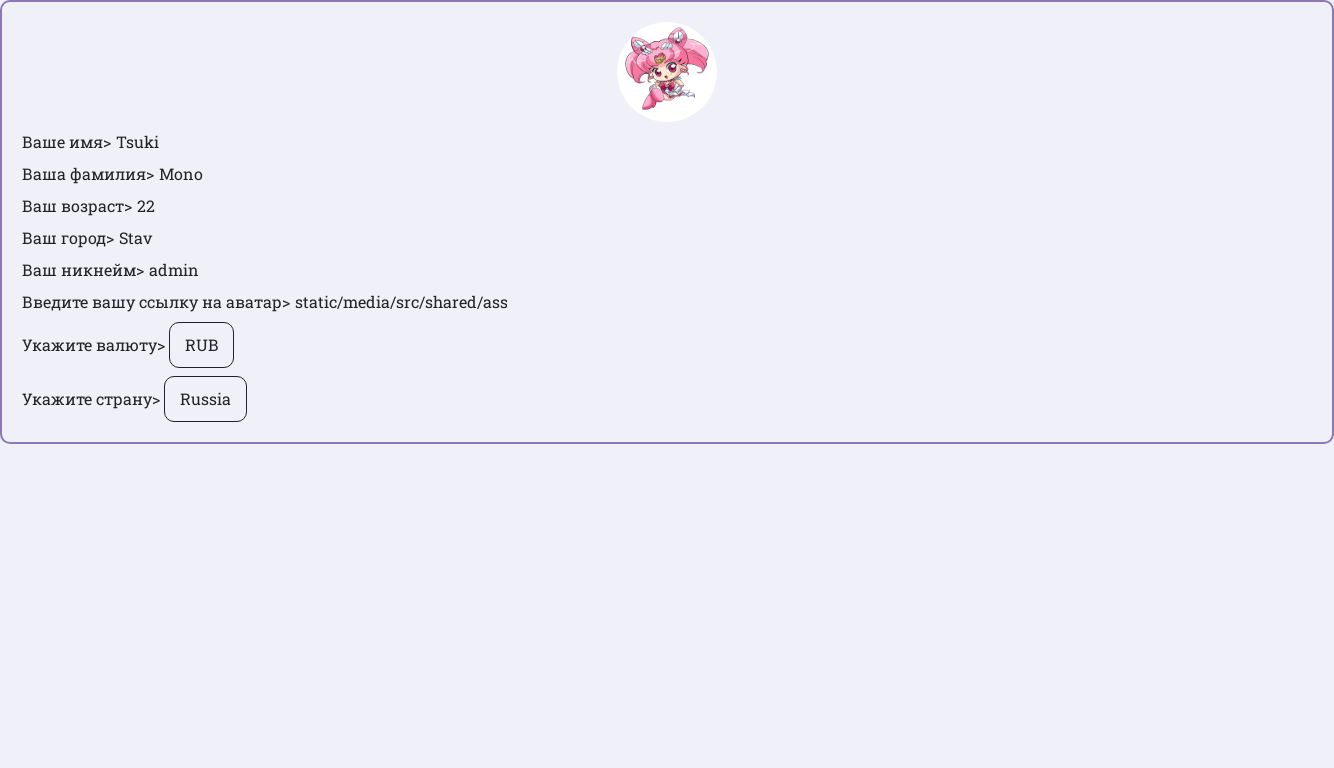 Ваше имя> Tsuki
Ваша фамилия> Mono
Ваш возраст> 22
Ваш город> Stav
Ваш никнейм> admin
Введите вашу ссылку на аватар> static/media/src/shared/ass
Укажите валюту> RUB
Укажите страну> Russia